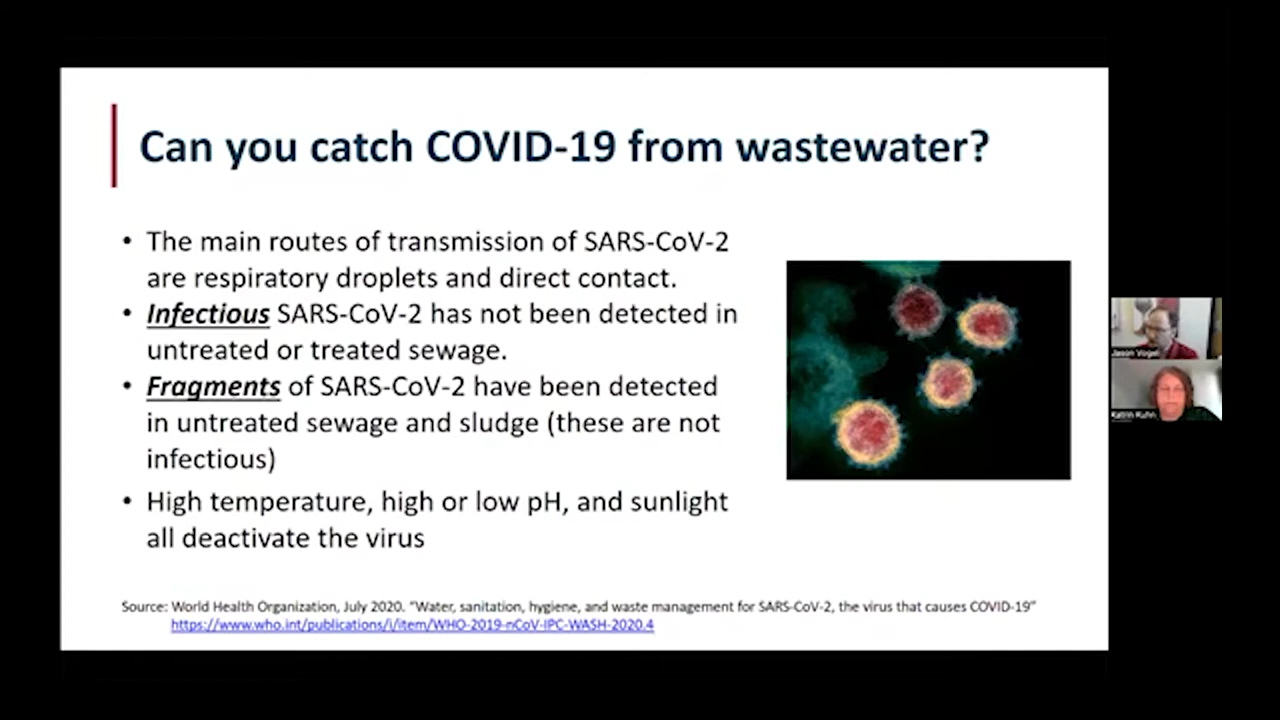 Can you catch COVID-19 from wastewater?
• The main routes of transmission of SARS-CoV-2
are respiratory droplets and direct contact.
• Infectious SARS-CoV-2 has not been detected in
untreated or treated sewage.
• Fragments of SARS-CoV-2 have been detected
in untreated sewage and sludge (these are not
infectious)
• High temperature, high or low pH, and sunlight
all deactivate the virus
Source: World Health Organization, July 2020. "Water, sanitation, hygiene, and waste management for SARS-CoV-2, the virus that causes COVID-19"
https://www.who.int/publications/i/item/WHO-2019-nCoV-IPC-WASH-2020.4
Jason Vogel
Katrin Kuhn